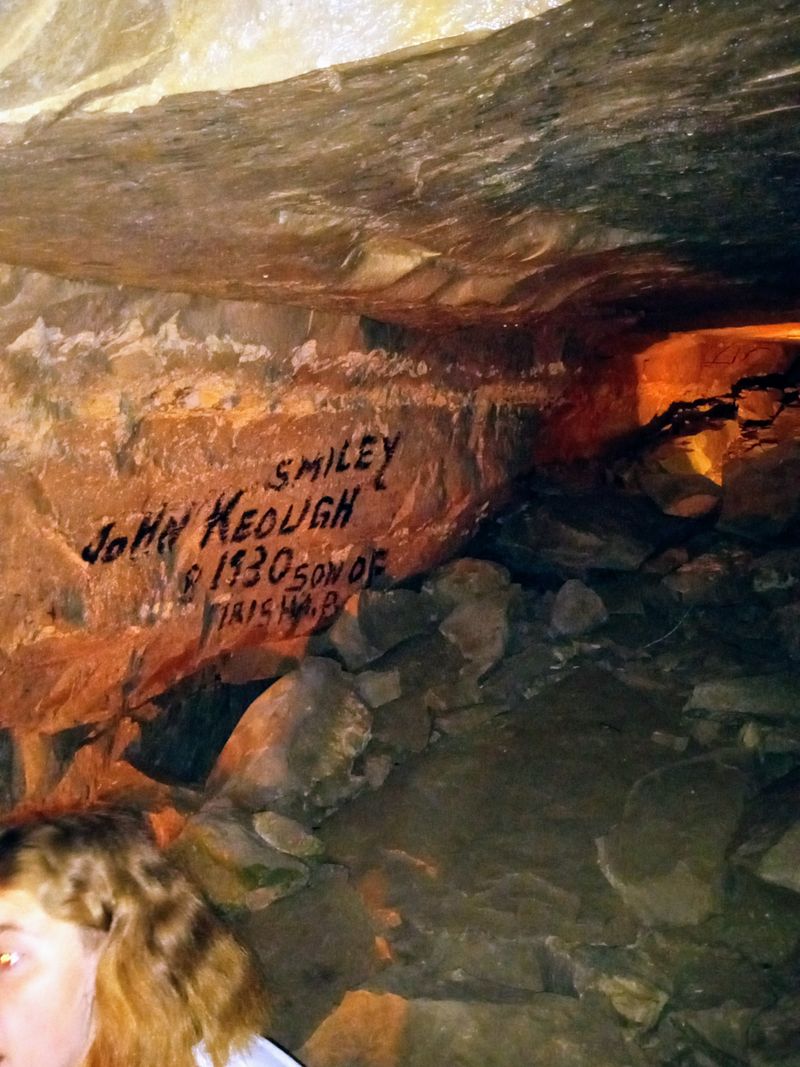 SMILEY
JOHN KEOUGH
1930 SON OF
IRISH